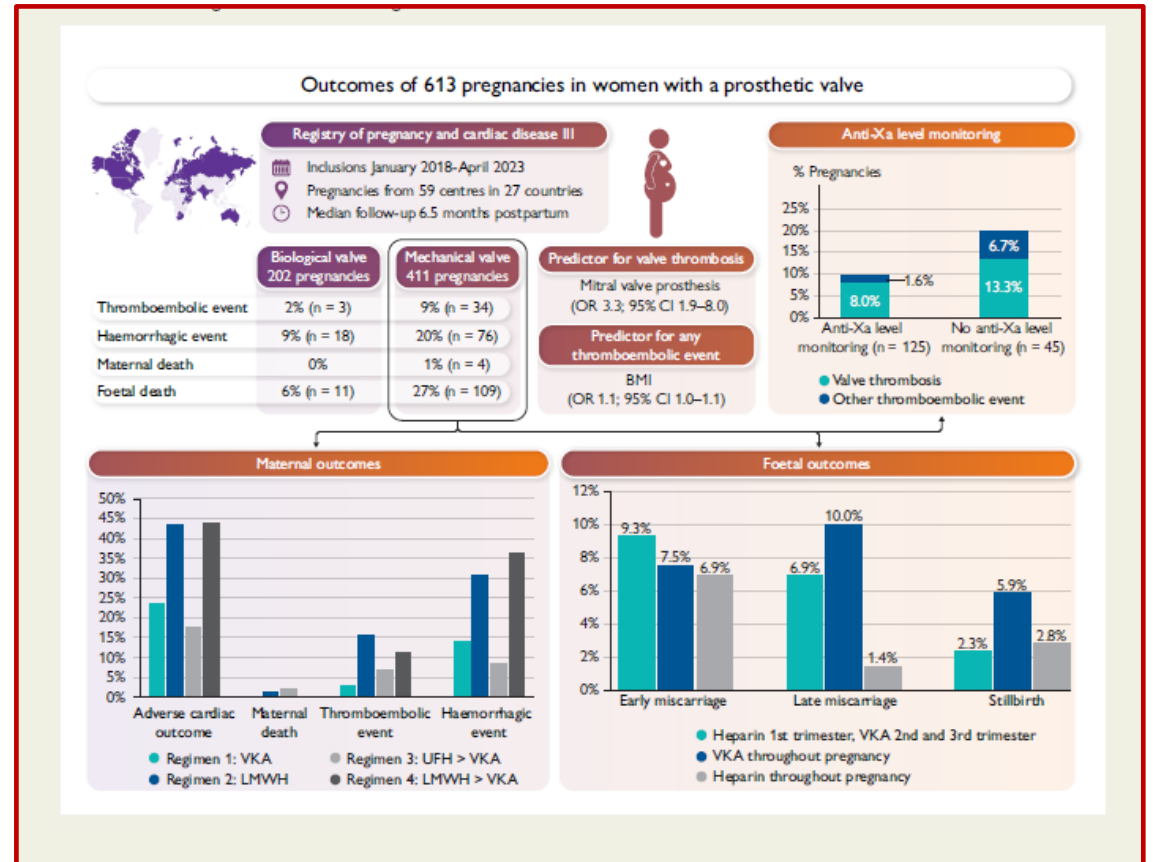 Outcomes of 613 pregnancies in women with a prosthetic valve
Registry of pregnancy and cardiac disease III
Inclusions January 2018-April 2023
Pregnancies from 59 centres in 27 countries
Median follow-up 6.5 months postpartum
Biological valve
202 pregnancies
Mechanical valve
411 pregnancies
Thromboembolic event 2% (n = 3) 9% (n = 34)
Haemorrhagic event 9% (n = 18) 20% (n = 76)
Maternal death 0% 1% (n = 4)
Foetal death 6% (n = 11) 27% (n = 109)
Predictor for valve thrombosis
Mitral valve prosthesis
(OR 3.3; 95% CI 1.9–8.0)
Predictor for any
thromboembolic event
BMI
(OR 1.1; 95% CI 1.0–1.1)
Anti-Xa level monitoring
% Pregnancies
25%
20%
15%
10%
5%
0%
8.0%
1.6%
6.7%
13.3%
Anti-Xa level
monitoring (n = 125)
No anti-Xa level
monitoring (n = 45)
Valve thrombosis
Other thromboembolic event
Maternal outcomes
50%
45%
40%
35%
30%
25%
20%
15%
10%
5%
0%
Adverse cardiac
outcome
Maternal
death
Thromboembolic
event
Haemorrhagic
event
Regimen 1: VKA
Regimen 2: LMWH
Regimen 3: UFH > VKA
Regimen 4: LMWH > VKA
Foetal outcomes
12%
10%
8%
6%
4%
2%
0%
9.3%
7.5%
6.9%
6.9%
10.0%
1.4%
2.3%
5.9%
2.8%
Early miscarriage
Late miscarriage
Stillbirth
Heparin 1st trimester, VKA 2nd and 3rd trimester
VKA throughout pregnancy
Heparin throughout pregnancy